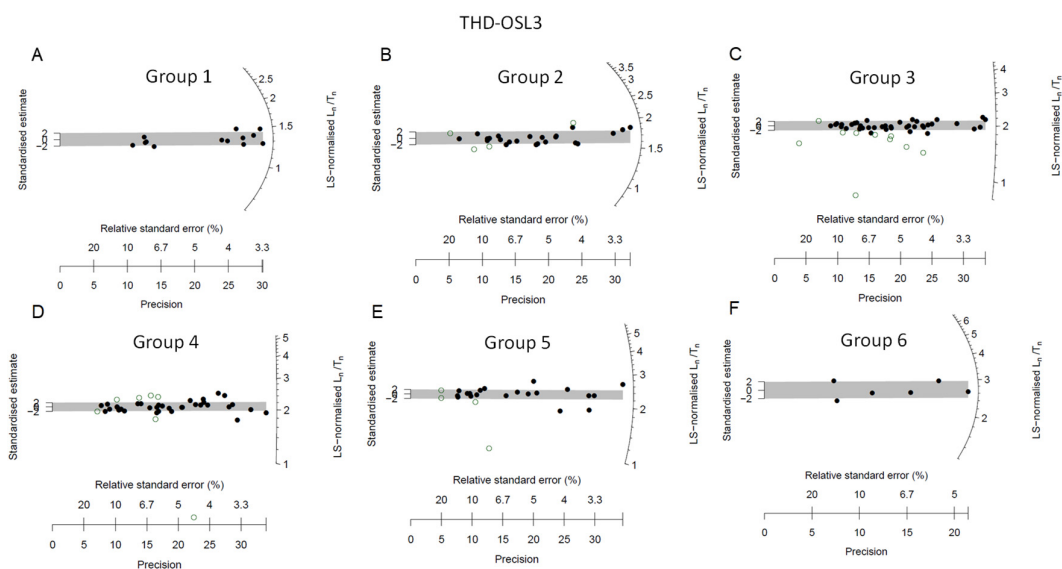 THD-OSL3
A
Group 1
Standardised estimate
2
0
−2
2.5
2
1.5
1
LS−normalised Ln/Tn
Relative standard error (%)
20 10 6.7 5 4 3.3
0 5 10 15 20 25 30
Precision
B
Group 2
Standardised estimate
2
0
−2
3.5
3
2.5
2
1.5
1
LS−normalised Ln/Tn
Relative standard error (%)
20 10 6.7 5 4 3.3
0 5 10 15 20 25 30
Precision
C
Group 3
Standardised estimate
2
0
−2
4
3
2
1
LS−normalised Ln/Tn
Relative standard error (%)
20 10 6.7 5 4 3.3
0 5 10 15 20 25 30
Precision
D
Group 4
Standardised estimate
2
0
−2
5
4
3
2
1
LS−normalised Ln/Tn
Relative standard error (%)
20 10 6.7 5 4 3.3
0 5 10 15 20 25 30
Precision
E
Group 5
Standardised estimate
2
0
−2
5
4
3
2
1
LS−normalised Ln/Tn
Relative standard error (%)
20 10 6.7 5 4 3.3
0 5 10 15 20 25 30
Precision
F
Group 6
Standardised estimate
2
0
−2
6
5
4
3
2
LS−normalised Ln/Tn
Relative standard error (%)
20 10 6.7 5
0 5 10 15 20
Precision